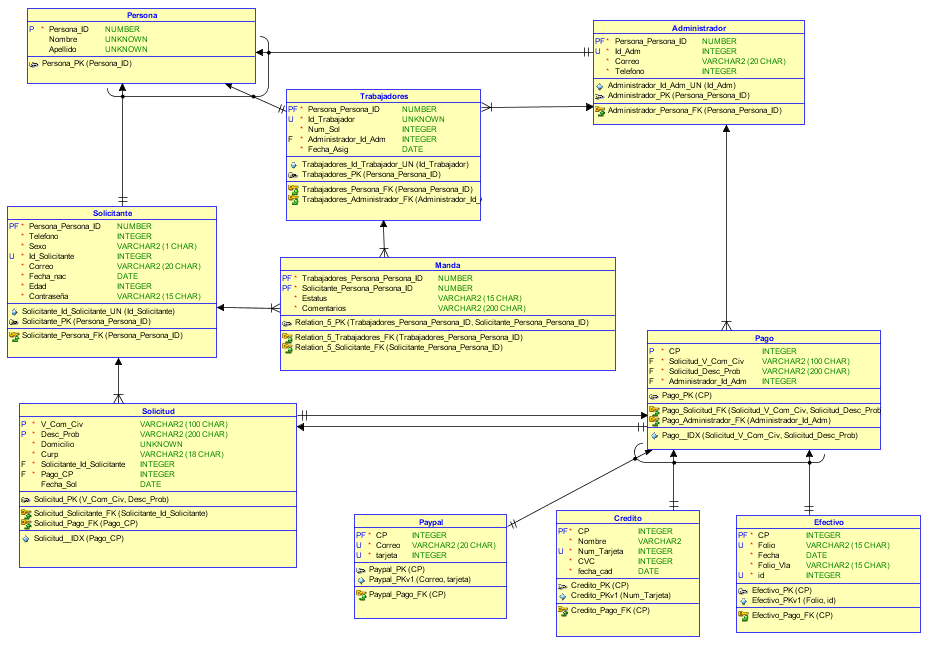 Persona
P * Persona_ID NUMBER
Nombre UNKNOWN
Apellido UNKNOWN
Persona_PK (Persona_ID)
Administrador
PF * Persona_Persona_ID NUMBER
U * Id_Adm INTEGER
* Correo VARCHAR2 (20 CHAR)
* Telefono INTEGER
Administrador_Id_Adm_UN (Id_Adm)
Administrador_PK (Persona_Persona_ID)
Administrador_Persona_FK (Persona_Persona_ID)
Trabajadores
PF * Persona_Persona_ID NUMBER
U * Id_Trabajador UNKNOWN
* Num_Sol INTEGER
F * Administrador_Id_Adm INTEGER
* Fecha_Asig DATE
Trabajadores_Id_Trabajador_UN (Id_Trabajador)
Trabajadores_PK (Persona_Persona_ID)
Trabajadores_Persona_FK (Persona_Persona_ID)
Trabajadores_Administrador_FK (Administrador_Id_
Solicitante
PF * Persona_Persona_ID NUMBER
* Telefono INTEGER
* Sexo VARCHAR2 (1 CHAR)
U * Id_Solicitante INTEGER
* Correo VARCHAR2 (20 CHAR)
* Fecha_nac DATE
* Edad INTEGER
* Contraseña VARCHAR2 (15 CHAR)
Solicitante_Id_Solicitante_UN (Id_Solicitante)
Solicitante_PK (Persona_Persona_ID)
Solicitante_Persona_FK (Persona_Persona_ID)
Manda
PF * Trabajadores_Persona_Persona_ID NUMBER
PF * Solicitante_Persona_Persona_ID NUMBER
* Estatus VARCHAR2 (15 CHAR)
* Comentarios VARCHAR2 (200 CHAR)
Relation_5_PK (Trabajadores_Persona_Persona_ID, Solicitante_Persona_Persona_ID)
Relation_5_Trabajadores_FK (Trabajadores_Persona_Persona_ID)
Relation_5_Solicitante_FK (Solicitante_Persona_Persona_ID)
Pago
P * CP INTEGER
F * Solicitud_V_Com_Civ VARCHAR2 (100 CHAR)
F * Solicitud_Desc_Prob VARCHAR2 (200 CHAR)
F * Administrador_Id_Adm INTEGER
Pago_PK (CP)
Pago_Solicitud_FK (Solicitud_V_Com_Civ, Solicitud_Desc_Prob
Pago_Administrador_FK (Administrador_Id_Adm)
Pago__IDX (Solicitud_V_Com_Civ, Solicitud_Desc_Prob)
Solicitud
P * V_Com_Civ VARCHAR2 (100 CHAR)
P * Desc_Prob VARCHAR2 (200 CHAR)
* Domicilio UNKNOWN
* Curp VARCHAR2 (18 CHAR)
F * Solicitante_Id_Solicitante INTEGER
F * Pago_CP INTEGER
Fecha_Sol DATE
Solicitud_PK (V_Com_Civ, Desc_Prob)
Solicitud_Solicitante_FK (Solicitante_Id_Solicitante)
Solicitud_Pago_FK (Pago_CP)
Solicitud__IDX (Pago_CP)
Paypal
PF * CP INTEGER
U * Correo VARCHAR2 (20 CHAR)
U * tarjeta INTEGER
Paypal_PK (CP)
Paypal_PKv1 (Correo, tarjeta)
Paypal_Pago_FK (CP)
Credito
PF * CP INTEGER
* Nombre VARCHAR2
U * Num_Tarjeta INTEGER
* CVC INTEGER
* fecha_cad DATE
Credito_PK (CP)
Credito_PKv1 (Num_Tarjeta)
Credito_Pago_FK (CP)
Efectivo
PF * CP INTEGER
U * Folio VARCHAR2 (15 CHAR)
* Fecha DATE
* Folio_Vla VARCHAR2 (15 CHAR)
U * id INTEGER
Efectivo_PK (CP)
Efectivo_PKv1 (Folio, id)
Efectivo_Pago_FK (CP)